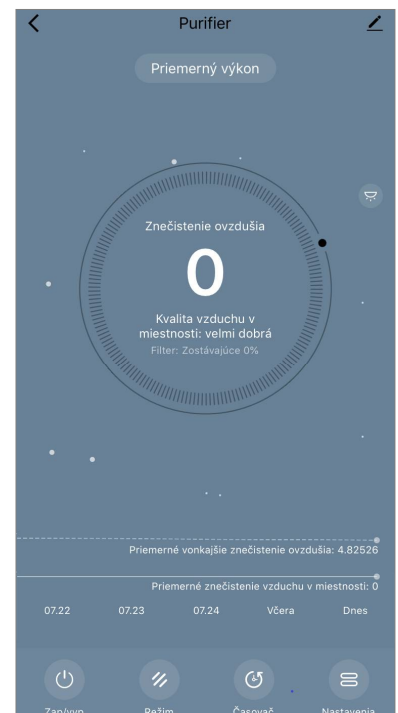 Purifier
Priemerný výkon
Znečistenie ovzdušia
0
Kvalita vzduchu v
miestnosti: velmi dobrá
Filter: Zostávajúce 0%
Priemerné vonkajšie znečistenie ovzdušia: 4.82526
Priemerné znečistenie vzduchu v miestnosti: 0
07.22 07.23 07.24 Včera Dnes
Zap/vyp Režim Časovač Nastavenia